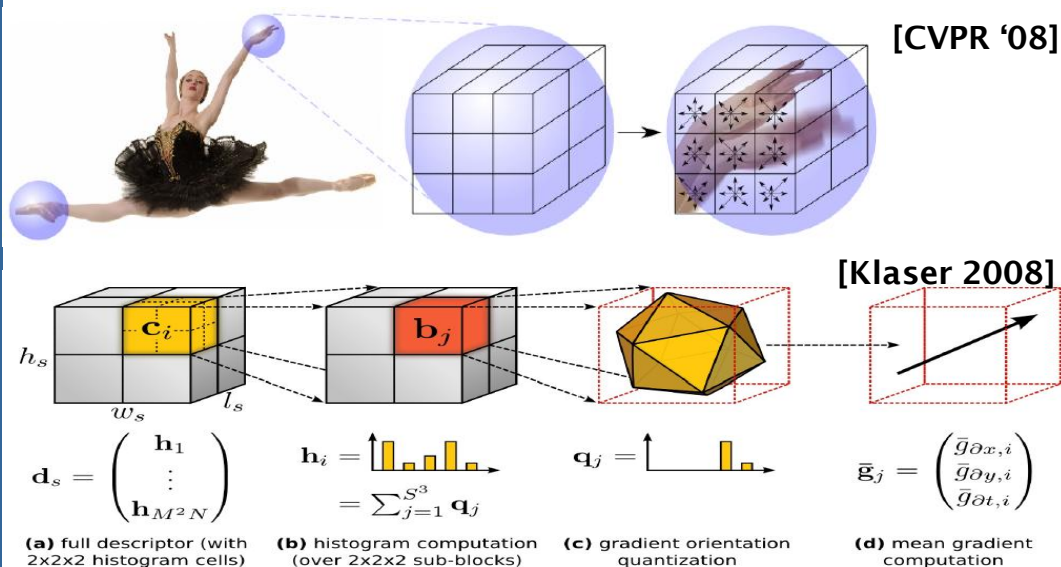 [CVPR ‘08]
[Klaser 2008]
c_i
b_j
h_s
w_s
l_s
d_s = ( h_1 ⋮ h_{M²N} )
h_i =
= ∑_{j=1}^{S³} q_j
q_j =
ḡ_j = ( ḡ_{∂x,i} ḡ_{∂y,i} ḡ_{∂t,i} )
(a) full descriptor (with
2x2x2 histogram cells)
(b) histogram computation
(over 2x2x2 sub-blocks)
(c) gradient orientation
quantization
(d) mean gradient
computation